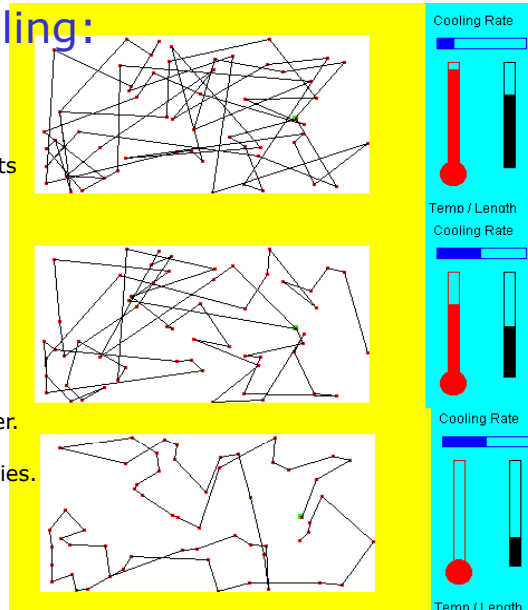 ling:
Cooling Rate
ts
Temp / Length
Cooling Rate
er.
Cooling Rate
ies.
Temp / Length